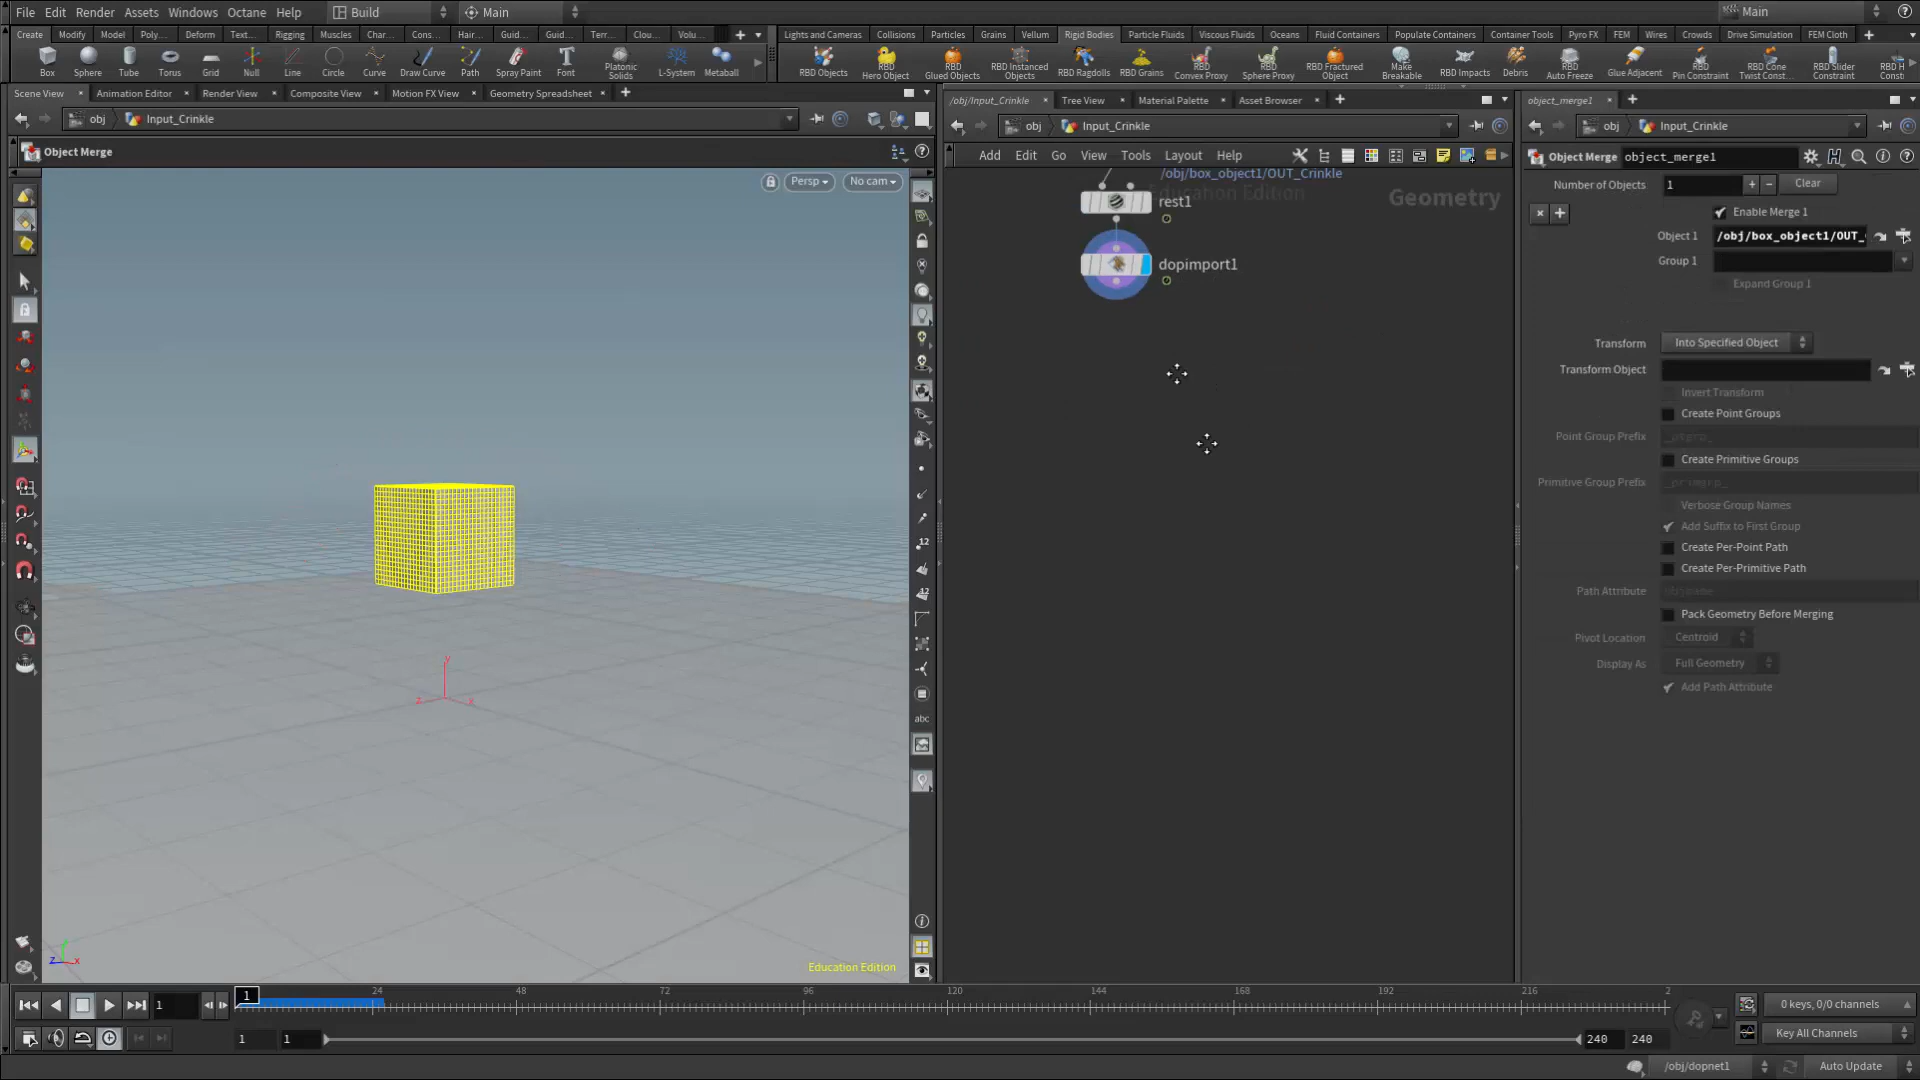 File Edit Render Assets Windows Octane Help Build Main Main
Create Modify Model Poly... Deform Text... Rigging Muscles Char... Cons... Hair... Guid... Guid... Terr... Clou... Volu... Lights and Cameras Collisions Particles Grains Vellum Rigid Bodies Particle Fluids Viscous Fluids Oceans Fluid Containers Populate Containers Container Tools Pyro FX FEM Wires Crowds Drive Simulation FEM Cloth
Box Sphere Tube Torus Grid Null Line Circle Curve Draw Curve Path Spray Paint Font Platonic Solids L-System Metaball
RBD Objects RBD Hero Object RBD Glued Objects RBD Instanced Objects RBD Ragdolls RBD Grains RBD Convex Proxy RBD Sphere Proxy RBD Fractured Object Make Breakable RBD Impacts Debris RBD Auto Freeze Glue Adjacent RBD Pin Constraint RBD Cone Twist Const... RBD Slider Constraint RBD H Consti
Scene View Animation Editor Render View Composite View Motion FX View Geometry Spreadsheet
/obj/Input_Crinkle Tree View Material Palette Asset Browser
object_merge1
obj Input_Crinkle
obj Input_Crinkle
obj Input_Crinkle
Object Merge
Add Edit Go View Tools Layout Help
Object Merge object_merge1
Persp No cam
/obj/box_object1/OUT_Crinkle
Education Edition
Geometry
rest1
dopimport1
Number of Objects 1 Clear
Enable Merge 1
Object 1 /obj/box_object1/OUT_
Group 1
Expand Group 1
Transform Into Specified Object
Transform Object
Invert Transform
Create Point Groups
Point Group Prefix
Create Primitive Groups
Primitive Group Prefix
Verbose Group Names
Add Suffix to First Group
Create Per-Point Path
Create Per-Primitive Path
Path Attribute
Pack Geometry Before Merging
Pivot Location Centroid
Display As Full Geometry
Add Path Attribute
12
12
abc
y
z x
z x
Education Edition
1 1 24 48 72 96 120 144 168 192 216 2
0 keys, 0/0 channels
1 1 240 240 Key All Channels
/obj/dopnet1 Auto Update